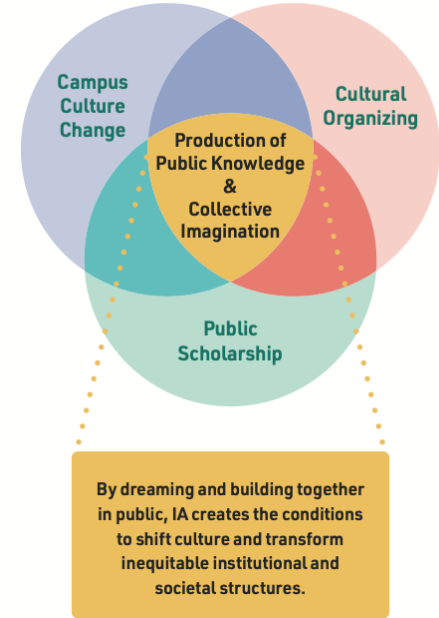 Campus
Culture
Change
Cultural
Organizing
Production of
Public Knowledge
&
Collective
Imagination
Public
Scholarship
By dreaming and building together
in public, IA creates the conditions
to shift culture and transform
inequitable institutional and
societal structures.